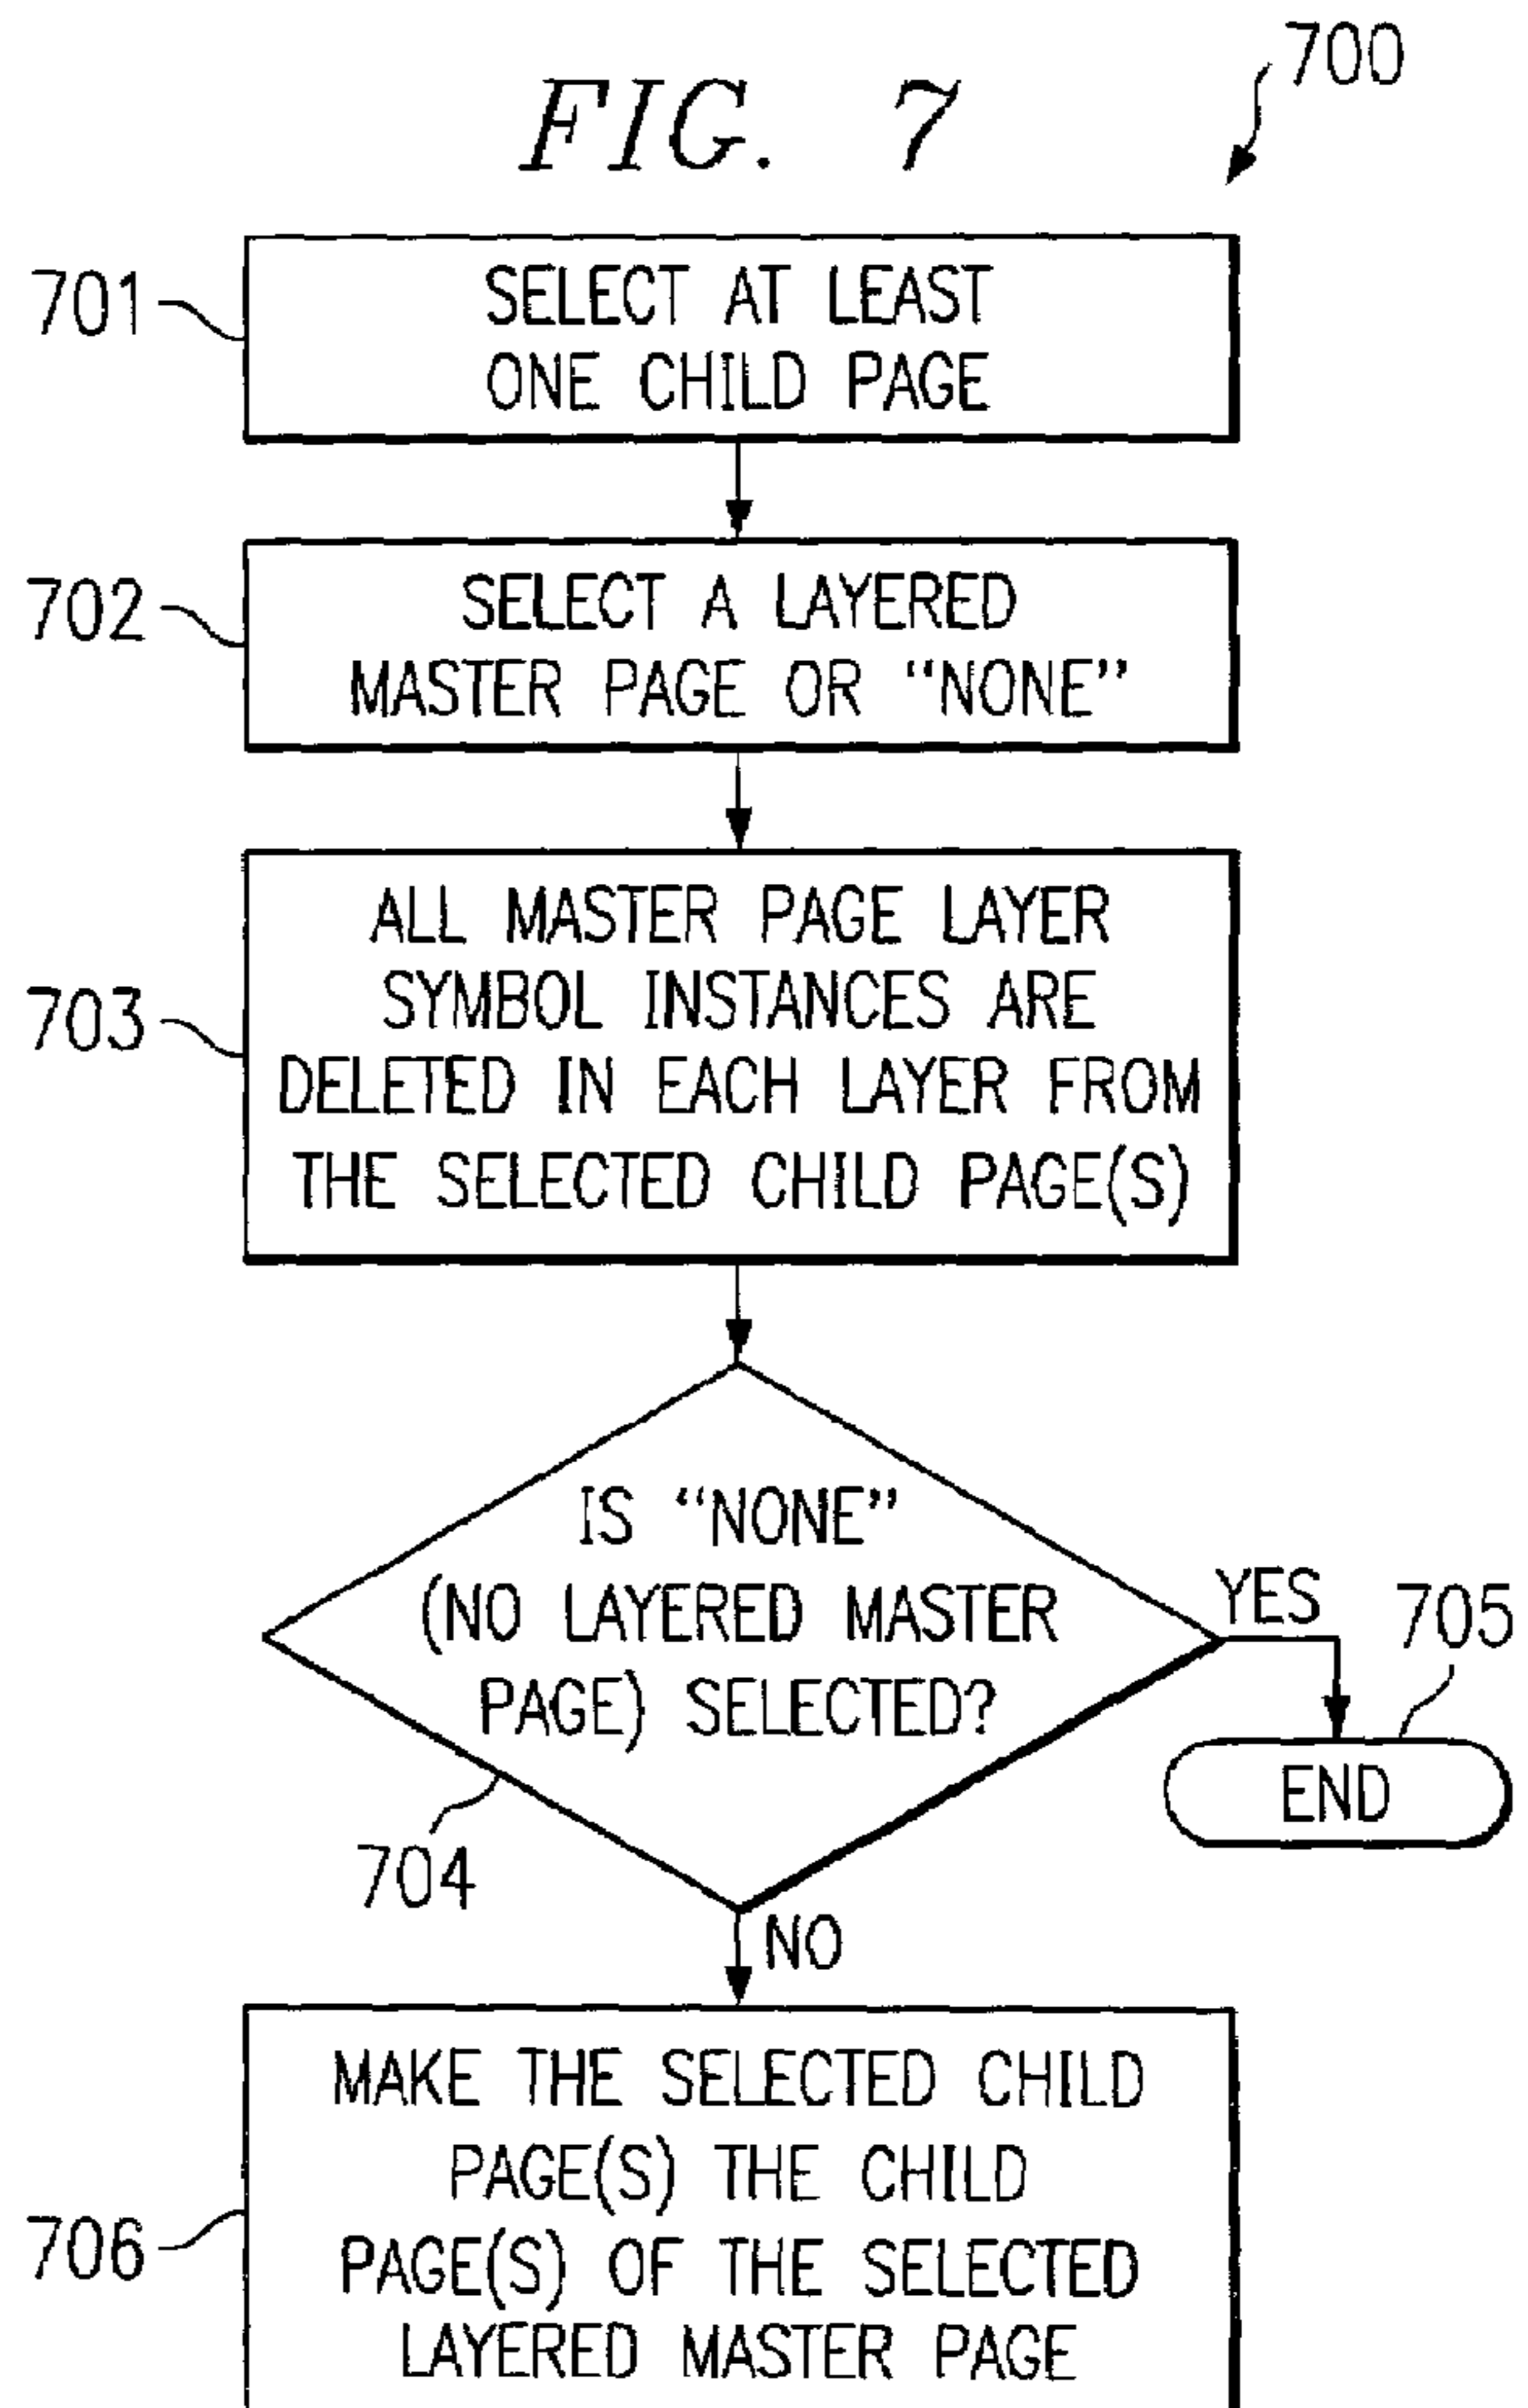 700
FIG. 7
701
SELECT AT LEAST
ONE CHILD PAGE
702
SELECT A LAYERED
MASTER PAGE OR “NONE”
703
ALL MASTER PAGE LAYER
SYMBOL INSTANCES ARE
DELETED IN EACH LAYER FROM
THE SELECTED CHILD PAGE(S)
IS “NONE”
(NO LAYERED MASTER
PAGE) SELECTED?
YES
705
END
704
NO
706
MAKE THE SELECTED CHILD
PAGE(S) THE CHILD
PAGE(S) OF THE SELECTED
LAYERED MASTER PAGE